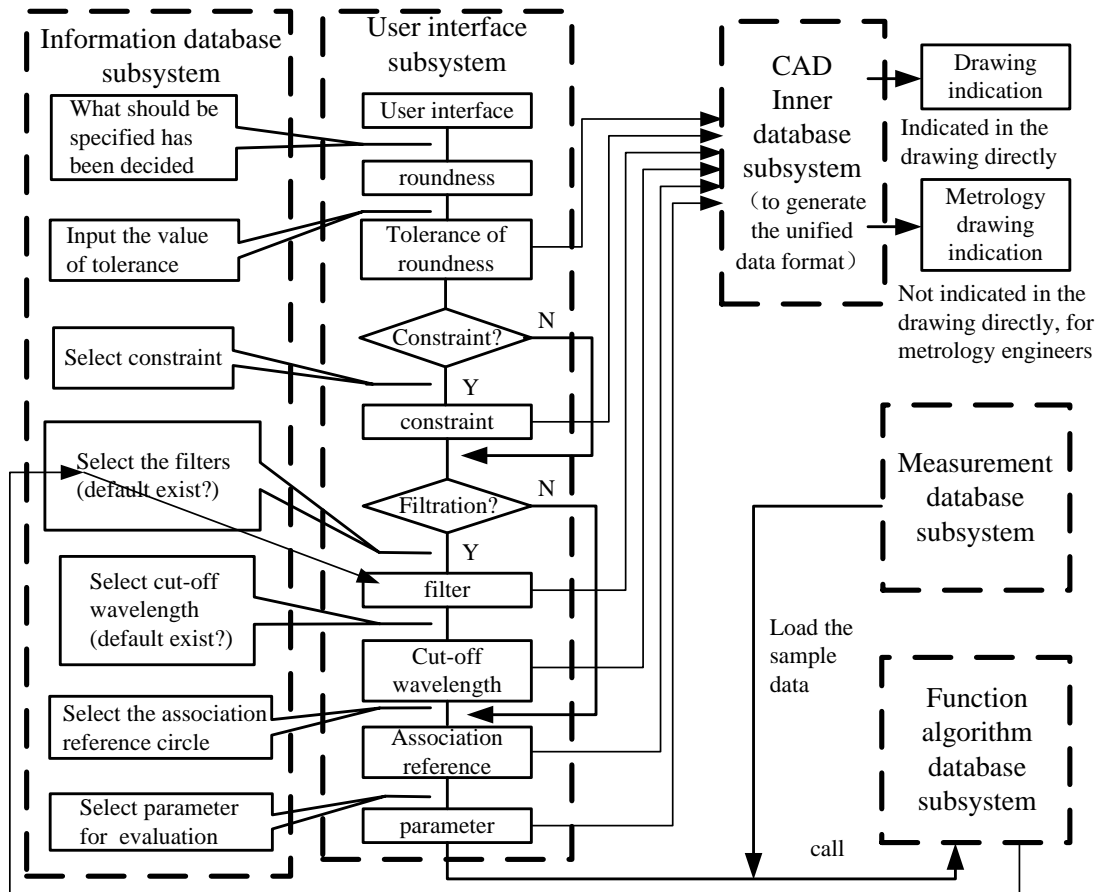 Information database
subsystem
What should be
specified has
been decided
Input the value
of tolerance
Select constraint
Select the filters
(default exist?)
Select cut-off
wavelength
(default exist?)
Select the association
reference circle
Select parameter
for evaluation
User interface
subsystem
User interface
roundness
Tolerance of
roundness
Constraint?
N
Y
constraint
Filtration?
N
Y
filter
Cut-off
wavelength
Association
reference
parameter
CAD
Inner
database
subsystem
(to generate
the unified
data format)
Drawing
indication
Indicated in the
drawing directly
Metrology
drawing
indication
Not indicated in the
drawing directly, for
metrology engineers
Measurement
database
subsystem
Load the
sample
data
Function
algorithm
database
subsystem
call